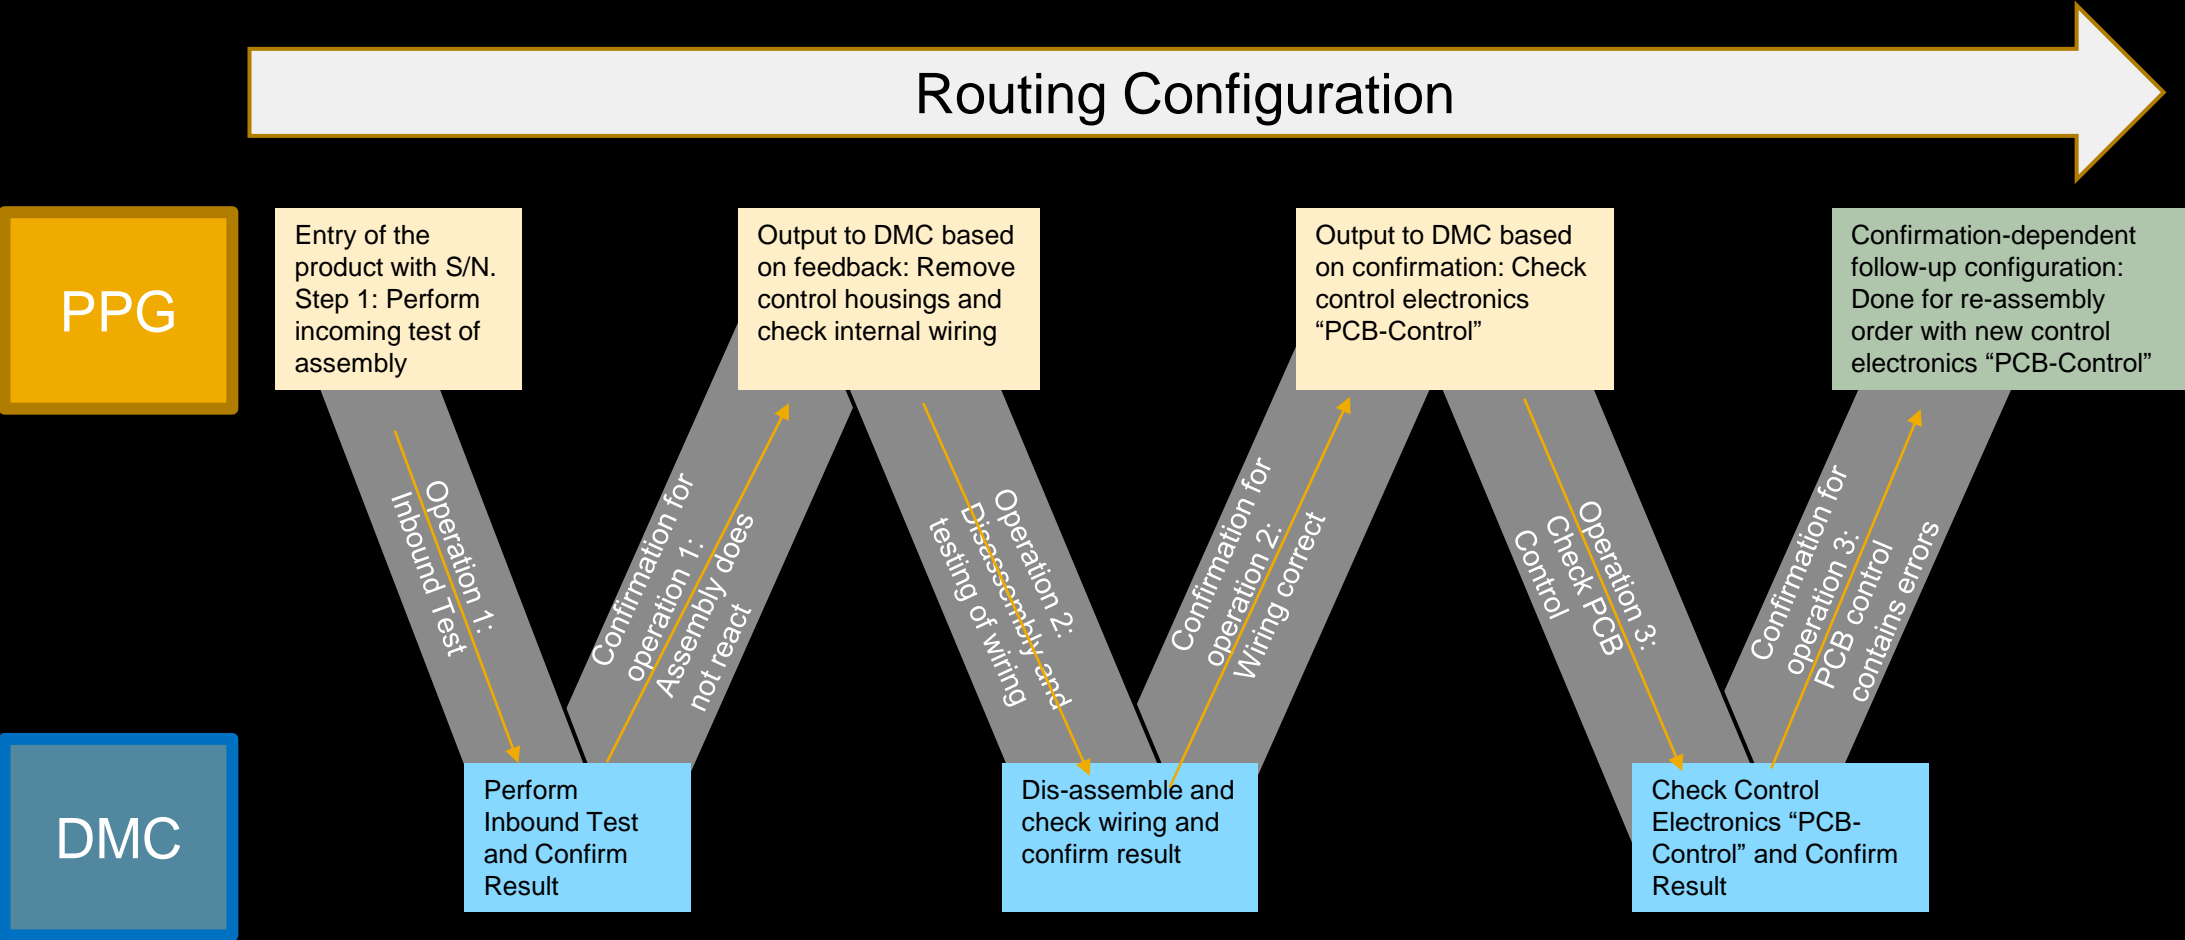 Routing Configuration
PPG
Entry of the
product with S/N.
Step 1: Perform
incoming test of
assembly
Output to DMC based
on feedback: Remove
control housings and
check internal wiring
Output to DMC based
on confirmation: Check
control electronics
“PCB-Control”
Confirmation-dependent
follow-up configuration:
Done for re-assembly
order with new control
electronics “PCB-Control”
Operation 1:
Inbound Test
Confirmation for
operation 1:
Assembly does
not react
Operation 2:
Disassembly and
testing of wiring
Confirmation for
operation 2:
Wiring correct
Operation 3:
Check PCB
Control
Confirmation for
operation 3:
PCB control
contains errors
DMC
Perform
Inbound Test
and Confirm
Result
Dis-assemble and
check wiring and
confirm result
Check Control
Electronics “PCB-
Control” and Confirm
Result